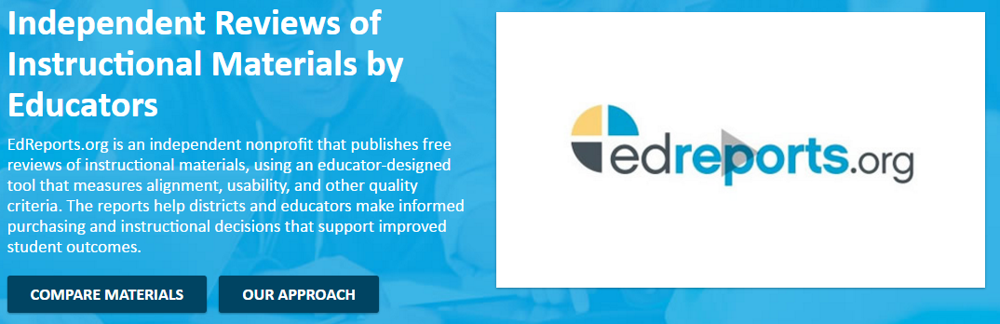 Independent Reviews of
Instructional Materials by
Educators
EdReports.org is an independent nonprofit that publishes free
reviews of instructional materials, using an educator-designed
tool that measures alignment, usability, and other quality
criteria. The reports help districts and educators make informed
purchasing and instructional decisions that support improved
student outcomes.
COMPARE MATERIALS
OUR APPROACH
edreports.org